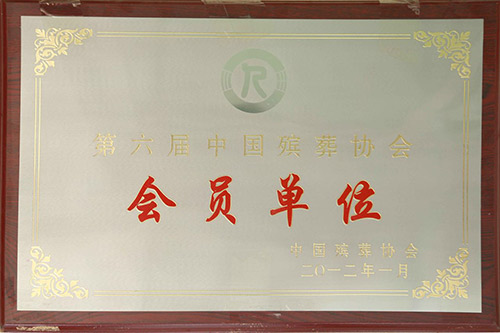 第六届中国殡葬协会
会员单位
中国殡葬协会
二〇一二年一月